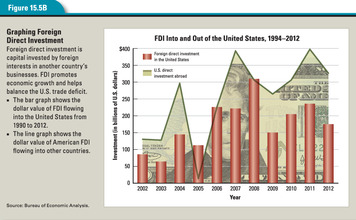 Figure 15.5B
Graphing Foreign
Direct Investment
Foreign direct investment is
capital invested by foreign
interests in another country's
businesses. FDI promotes
economic growth and helps
balance the U.S. trade deficit.
• The bar graph shows the
dollar value of FDI flowing
into the United States from
1990 to 2012.
• The line graph shows the
dollar value of American FDI
flowing into other countries.
Source: Bureau of Economic Analysis.
FDI Into and Out of the United States, 1994–2012
Investment (in billions of U.S. dollars)
$400
350
300
250
200
150
100
50
0
Foreign direct investment
in the United States
U.S. direct
investment abroad
2002 2003 2004 2005 2006 2007 2008 2009 2010 2011 2012
Year